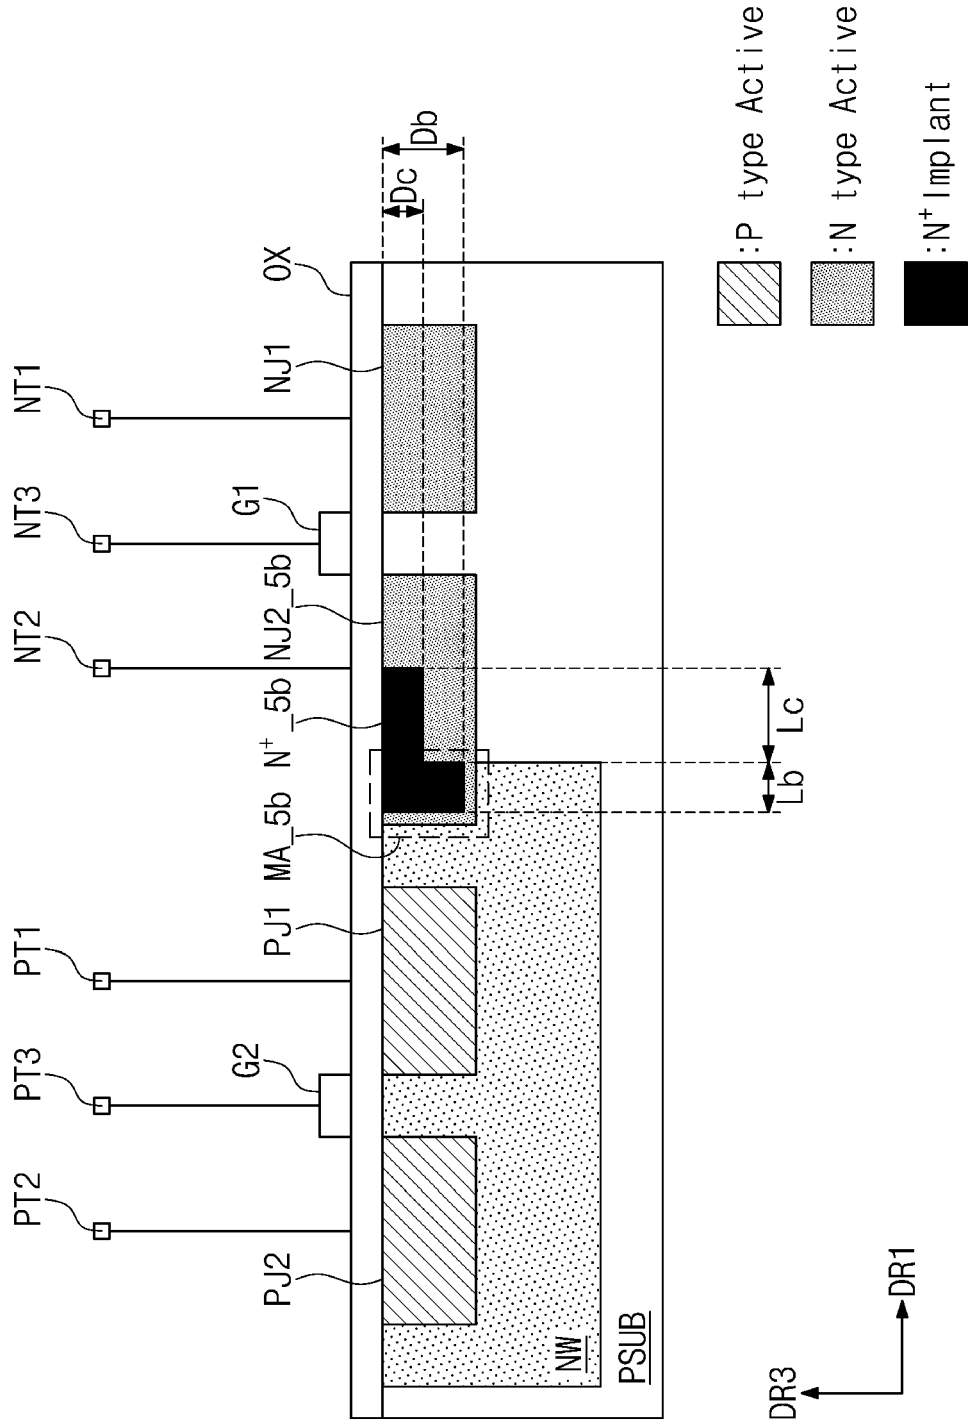 PT2
PT3
PT1
NT2
NT3
NT1
PJ2
G2
PJ1
MA_5b
N⁺_5b
NJ2_5b
G1
NJ1
OX
Dc
Db
NW
PSUB
Lb
Lc
DR3
DR1
:P type Active
:N type Active
:N⁺Implant